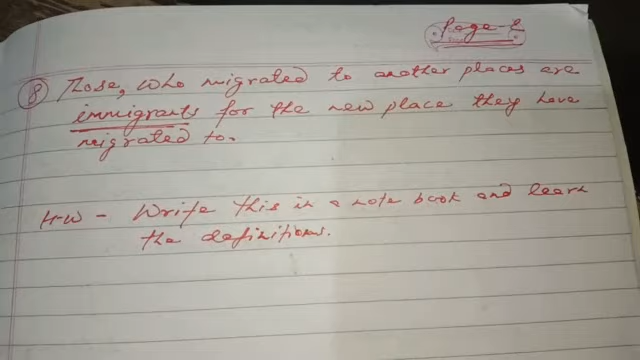 Page-2
⑧ Those, who migrated to another places are
immigrants for the new place they have
migrated to.
H.W - Write this in a note book and learn
the definitions.